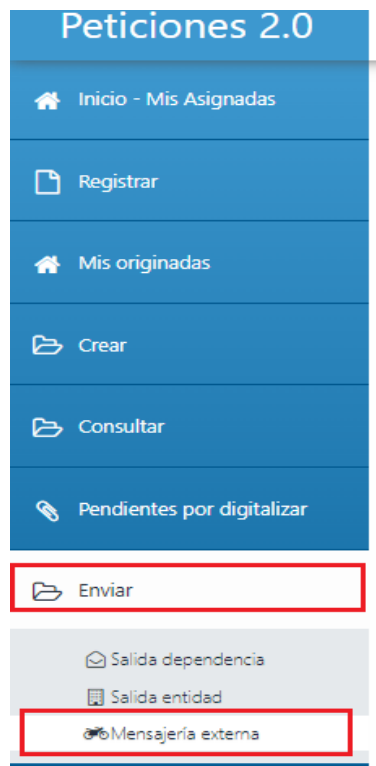 Peticiones 2.0
Inicio - Mis Asignadas
Registrar
Mis originadas
Crear
Consultar
Pendientes por digitalizar
Enviar
Salida dependencia
Salida entidad
Mensajería externa